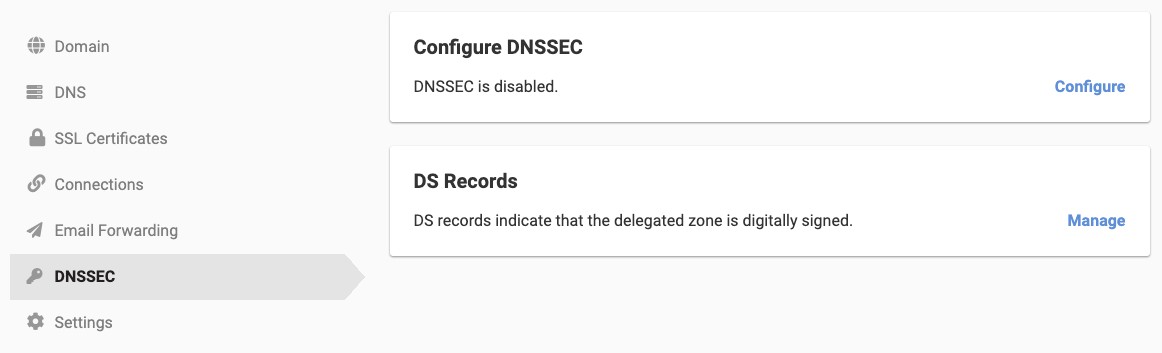 Domain
DNS
SSL Certificates
Connections
Email Forwarding
DNSSEC
Settings
Configure DNSSEC
DNSSEC is disabled.
Configure
DS Records
DS records indicate that the delegated zone is digitally signed.
Manage